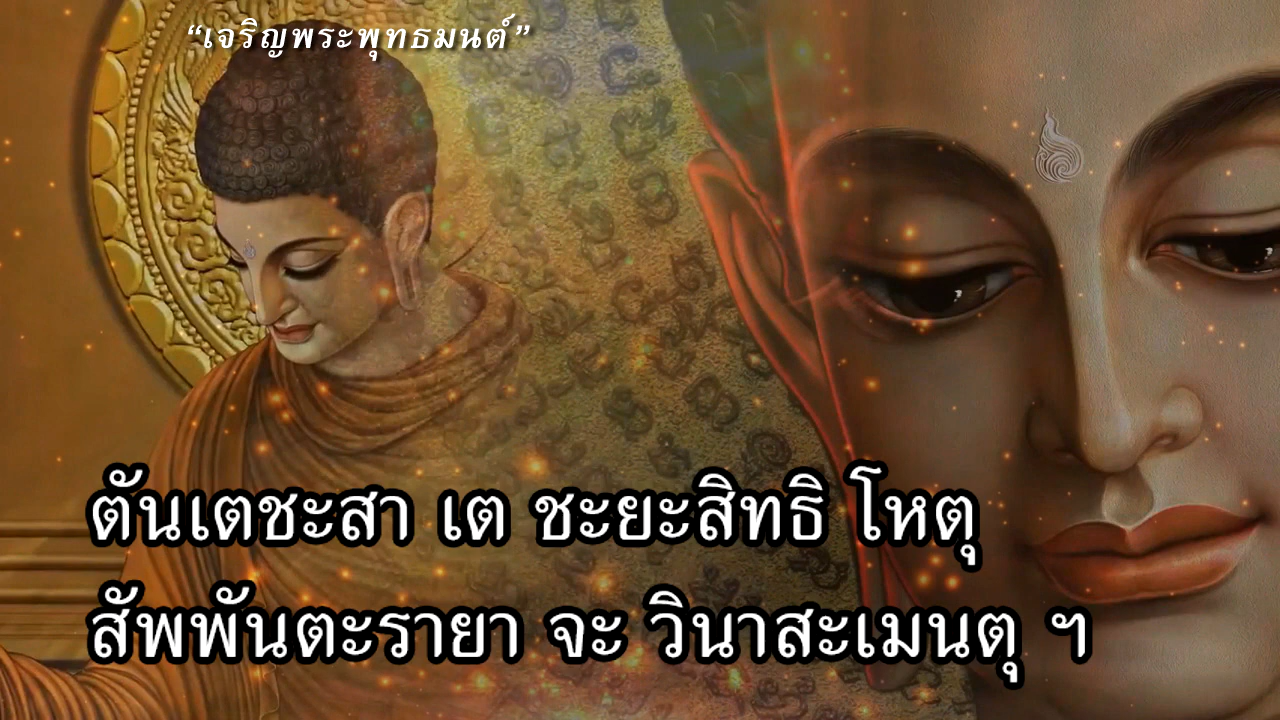 “เจริญพระพุทธมนต์”
ตันเตชะสา เต ชะยะสิทธิ โหตุ
สัพพันตะรายา จะ วินาสะเมนตุ ฯ